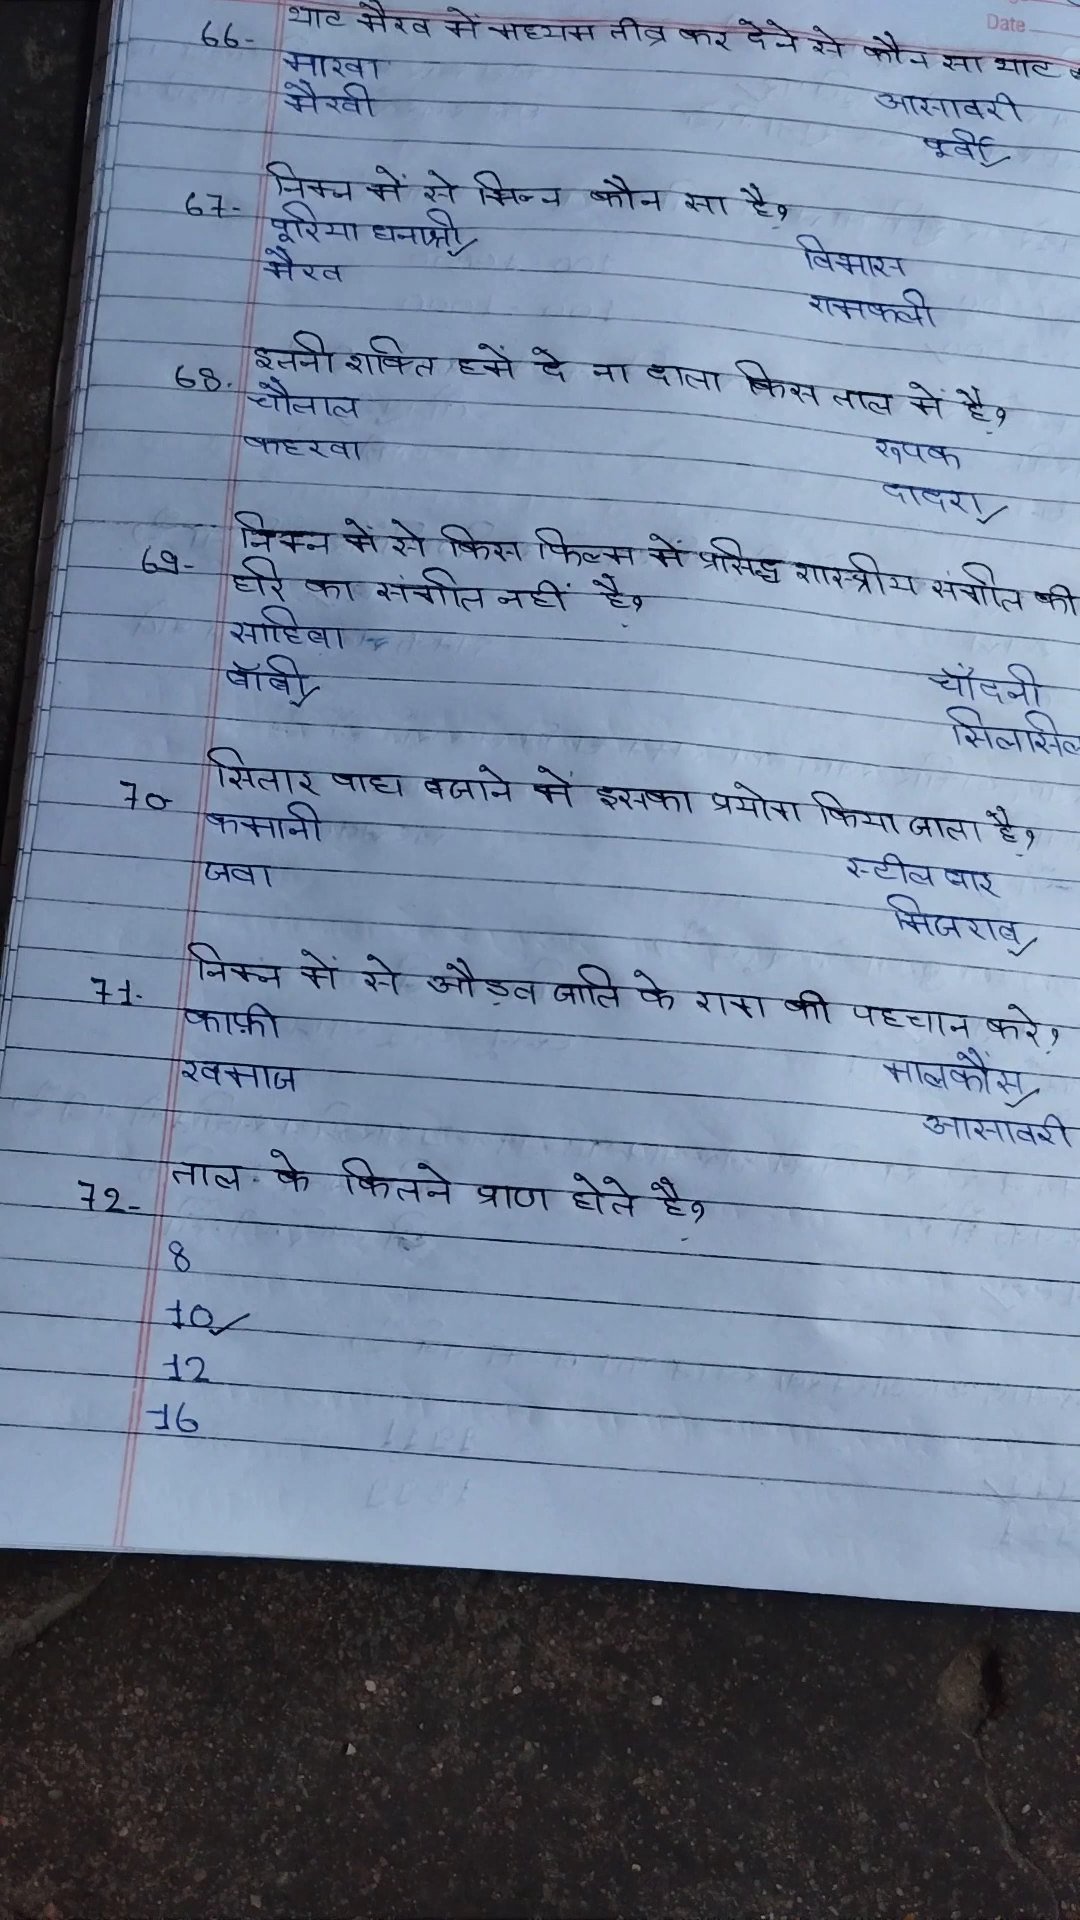 Date
66- थाट भैरव में मध्यम तीव्र कर देने से कौन सा थाट
मारवा
आसावरी
भैरवी
पूर्वी
67- निम्न में से भिन्न कौन सा है?
पूरिया धनाश्री
विभास
भैरव
रामकली
68. इतनी शक्ति हमें दे ना दाता किस ताल में है?
चौताल
रूपक
कहरवा
दादरा
69- निम्न में से किस फिल्म में प्रसिद्ध शास्त्रीय संगीत की
हरि का संगीत नहीं है?
साहिबा
चाँदनी
बॉबी
70 सितार वाद्य बजाने में इसका प्रयोग किया जाता है?
कमानी
स्टील बार
जवा
मिजराब
71- निम्न में से औड़व जाति के राग की पहचान करे?
काफ़ी
मालकौंस
खमाज
आसावरी
72- ताल के कितने प्राण होते है?
8
10
12
16